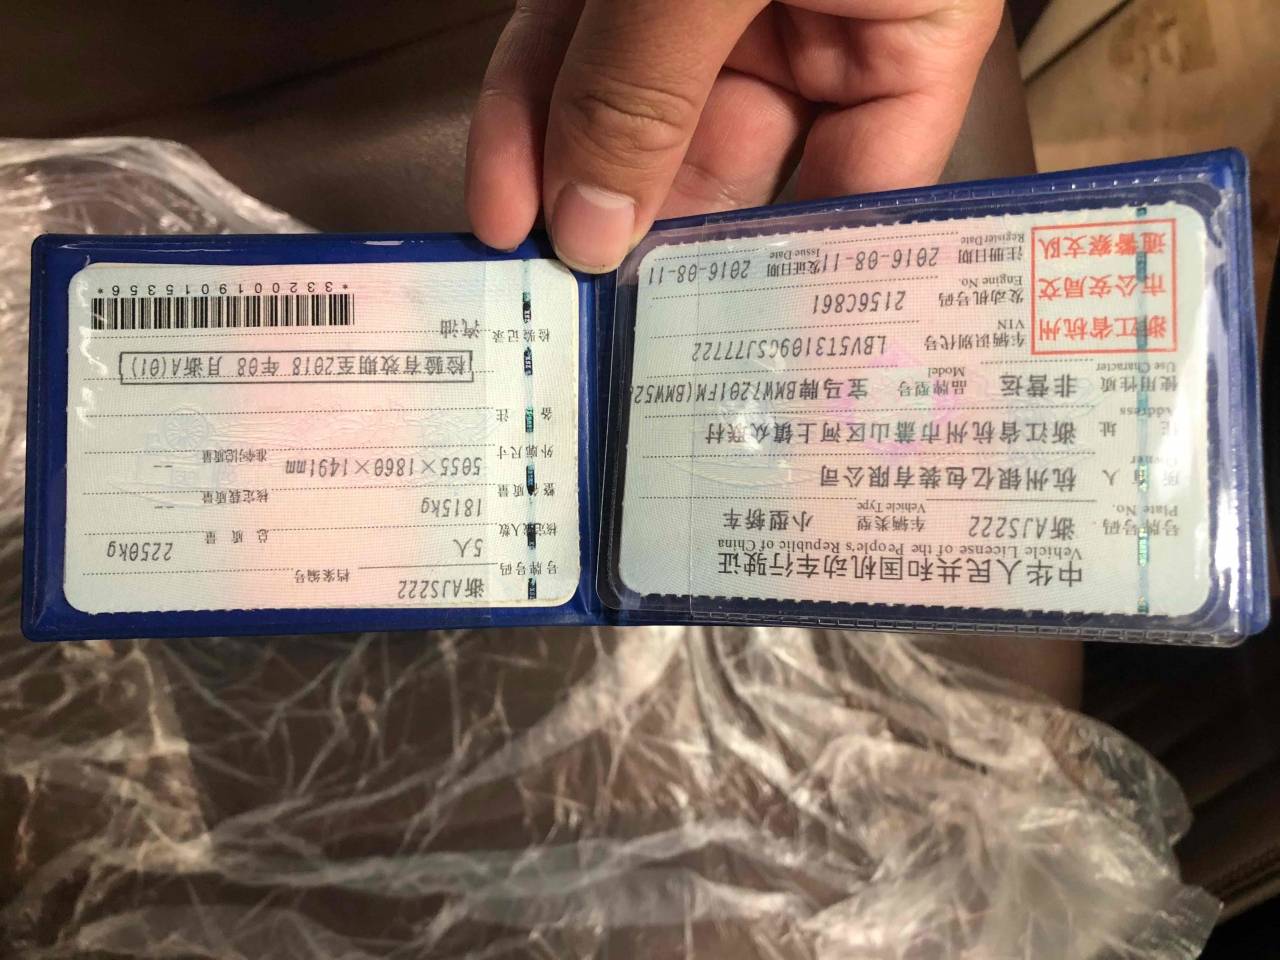 中华人民共和国机动车行驶证
Vehicle License of the People's Republic of China
号牌号码 浙AJS222 车辆类型 小型轿车
Plate No. Vehicle Type
所有人 杭州银亿包装有限公司
Owner
住址 浙江省杭州市萧山区河上镇众联村
Address
使用性质 非营运 品牌型号 宝马牌BMW7201FM(BMW52
Use Character Model
浙江省杭州
市公安局交
通警察支队
车辆识别代号 LBV5T3109GSJ77722
VIN
发动机号码 2156C861
Engine No.
注册日期 2016-08-11 发证日期 2016-08-11
Register Date Issue Date
号牌号码 浙AJS222 档案编号
核定载人数 5人 总质量 2250kg
整备质量 1815kg 核定载质量 --
外廓尺寸 5055×1860×1491mm 准牵引总质量 --
备注
检验有效期至2018年08月浙A(01)
检验记录 汽油
*3320019015356*